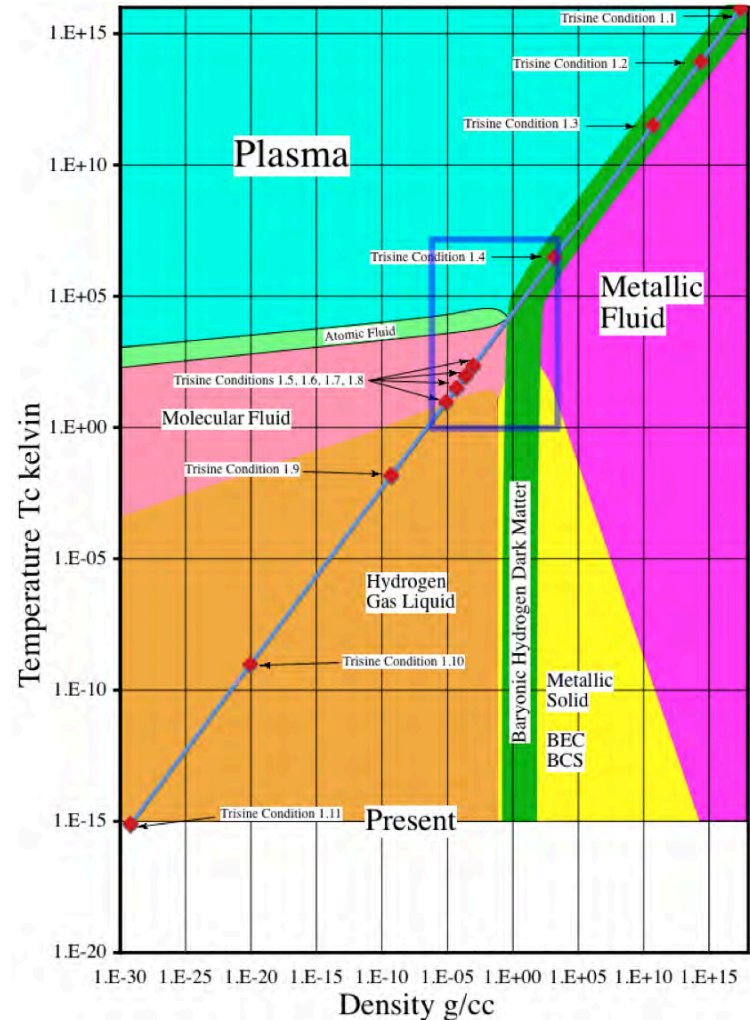 1.E+15
Trisine Condition 1.1
Trisine Condition 1.2
Trisine Condition 1.3
Plasma
1.E+10
Trisine Condition 1.4
Metallic
Fluid
1.E+05
Atomic Fluid
Trisine Conditions 1.5, 1.6, 1.7, 1.8
Molecular Fluid
1.E+00
Trisine Condition 1.9
Temperature Tc kelvin
Baryonic Hydrogen Dark Matter
1.E-05
Hydrogen
Gas Liquid
Trisine Condition 1.10
1.E-10
Metallic
Solid
BEC
BCS
Trisine Condition 1.11
Present
1.E-15
1.E-20
1.E-30 1.E-25 1.E-20 1.E-15 1.E-10 1.E-05 1.E+00 1.E+05 1.E+10 1.E+15
Density g/cc